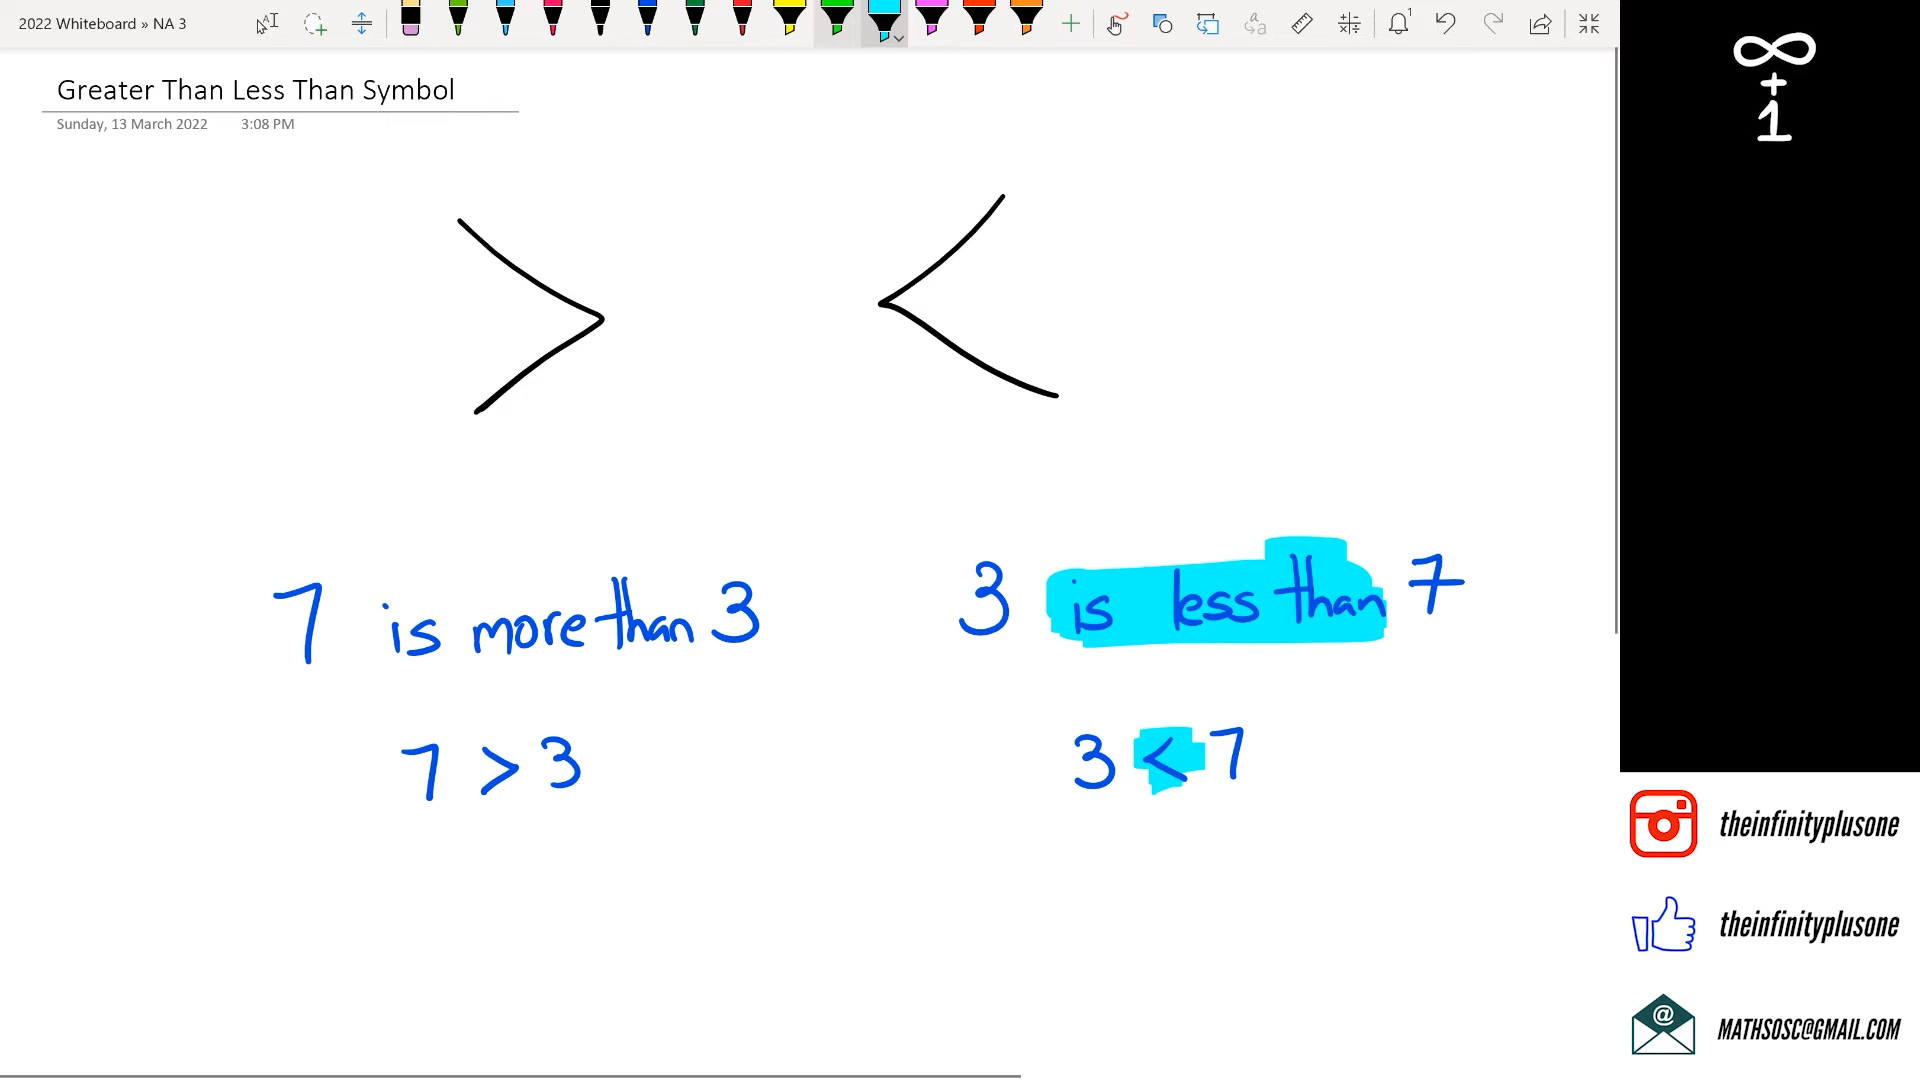 2022 Whiteboard » NA 3
Greater Than Less Than Symbol
Sunday, 13 March 2022 3:08 PM
> <
7 is more than 3
3 is less than 7
7 > 3
3 < 7
∞
+
1
theinfinityplusone
theinfinityplusone
MATHSOSC@GMAIL.COM